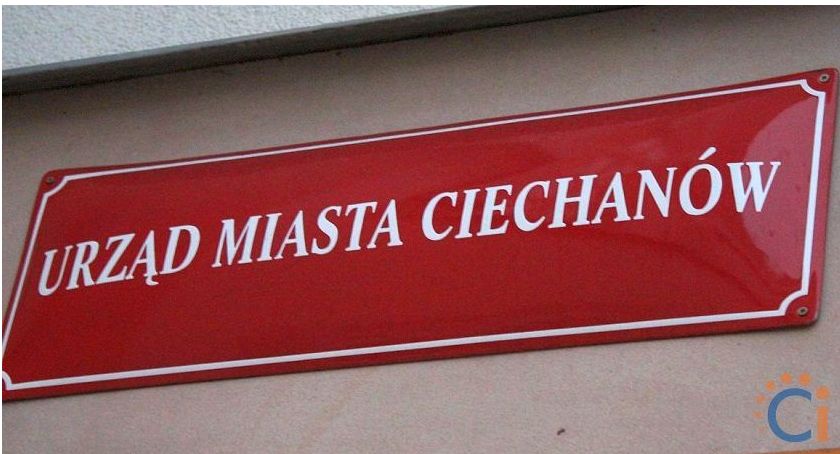 URZĄD MIASTA CIECHANÓW
Ci